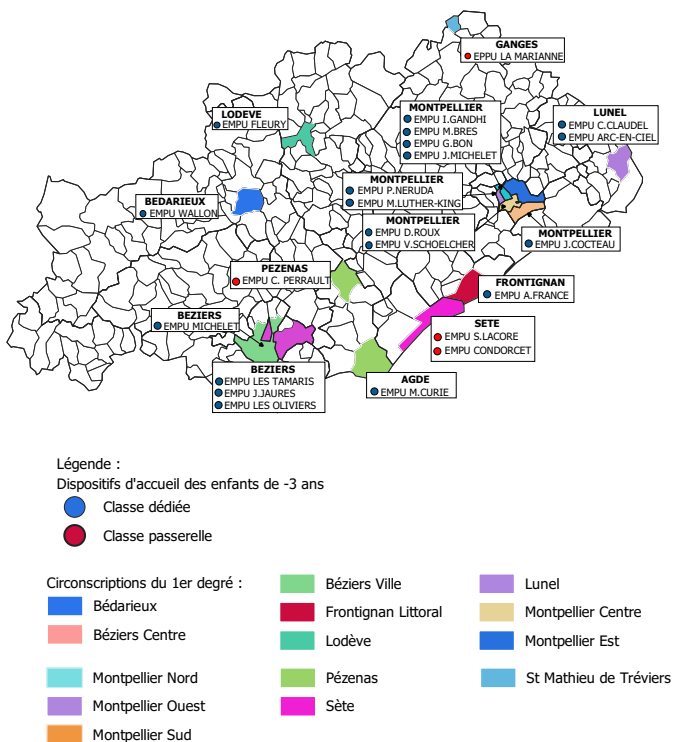 GANGES
EPPU LA MARIANNE
LODEVE
EMPU FLEURY
MONTPELLIER
EMPU I.GANDHI
EMPU M.BRES
EMPU G.BON
EMPU J.MICHELET
LUNEL
EMPU C.CLAUDEL
EMPU ARC-EN-CIEL
MONTPELLIER
EMPU P.NERUDA
EMPU M.LUTHER-KING
BEDARIEUX
EMPU WALLON
MONTPELLIER
EMPU D.ROUX
EMPU V.SCHOELCHER
MONTPELLIER
EMPU J.COCTEAU
PEZENAS
EMPU C. PERRAULT
FRONTIGNAN
EMPU A.FRANCE
BEZIERS
EMPU MICHELET
SETE
EMPU S.LACORE
EMPU CONDORCET
BEZIERS
EMPU LES TAMARIS
EMPU J.JAURES
EMPU LES OLIVIERS
AGDE
EMPU M.CURIE
Légende :
Dispositifs d'accueil des enfants de -3 ans
Classe dédiée
Classe passerelle
Circonscriptions du 1er degré :
Bédarieux
Béziers Centre
Montpellier Nord
Montpellier Ouest
Montpellier Sud
Béziers Ville
Frontignan Littoral
Lodève
Pézenas
Sète
Lunel
Montpellier Centre
Montpellier Est
St Mathieu de Tréviers